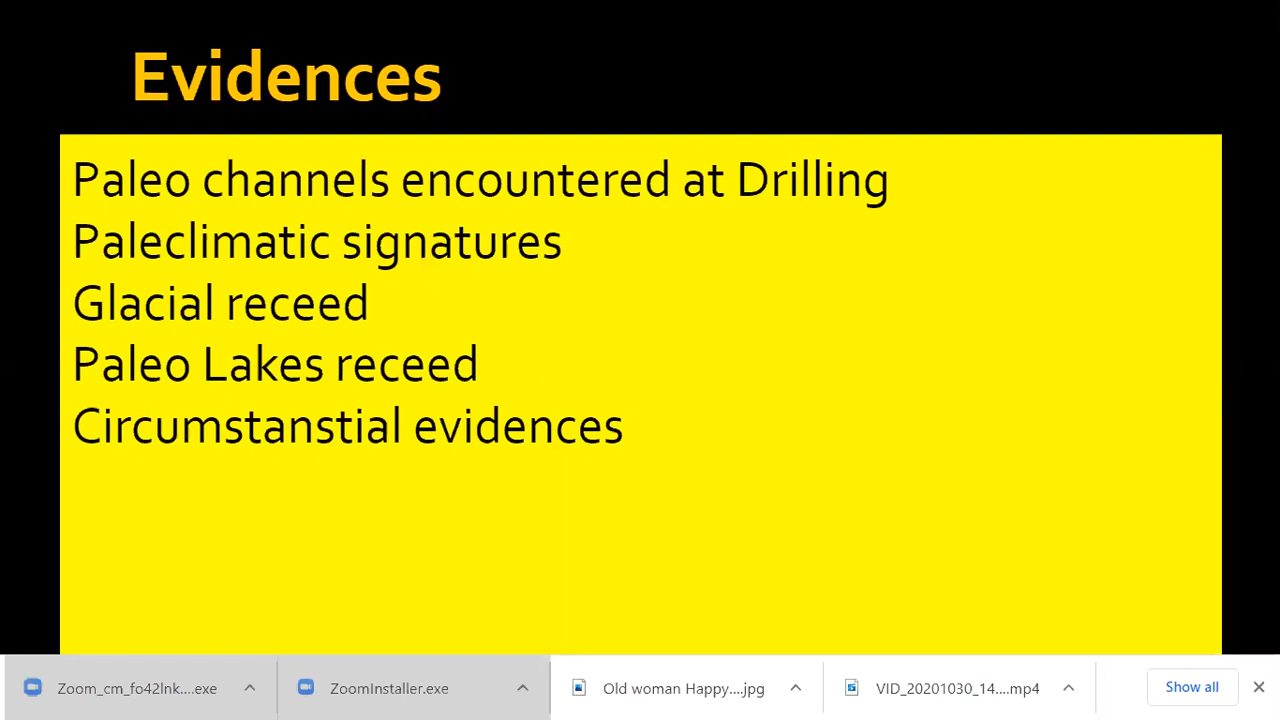 Evidences
Paleo channels encountered at Drilling
Paleclimatic signatures
Glacial receed
Paleo Lakes receed
Circumstanstial evidences
Zoom_cm_fo42lnk....exe
ZoomInstaller.exe
Old woman Happy....jpg
VID_20201030_14....mp4
Show all